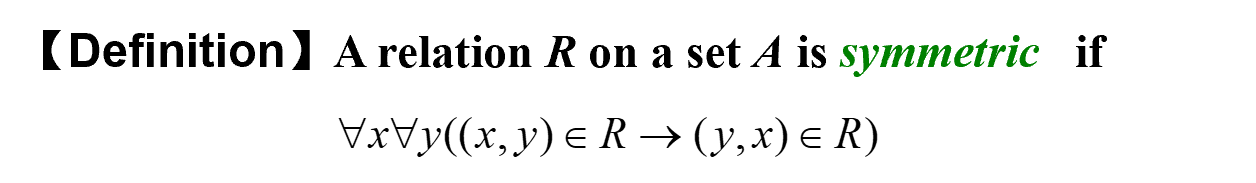 【Definition】A relation R on a set A is symmetric if
∀x∀y((x,y)∈R→(y,x)∈R)